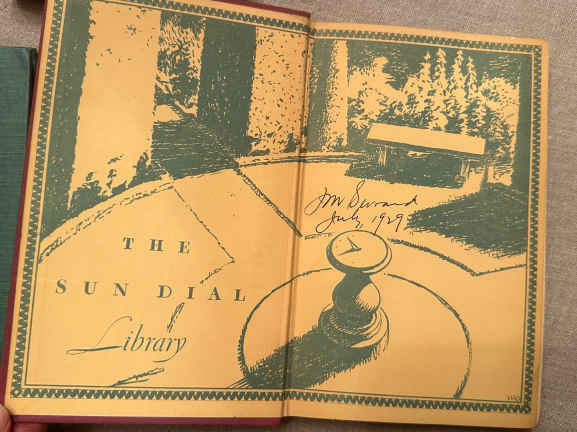 THE
SUN DIAL
Library
July, 1929